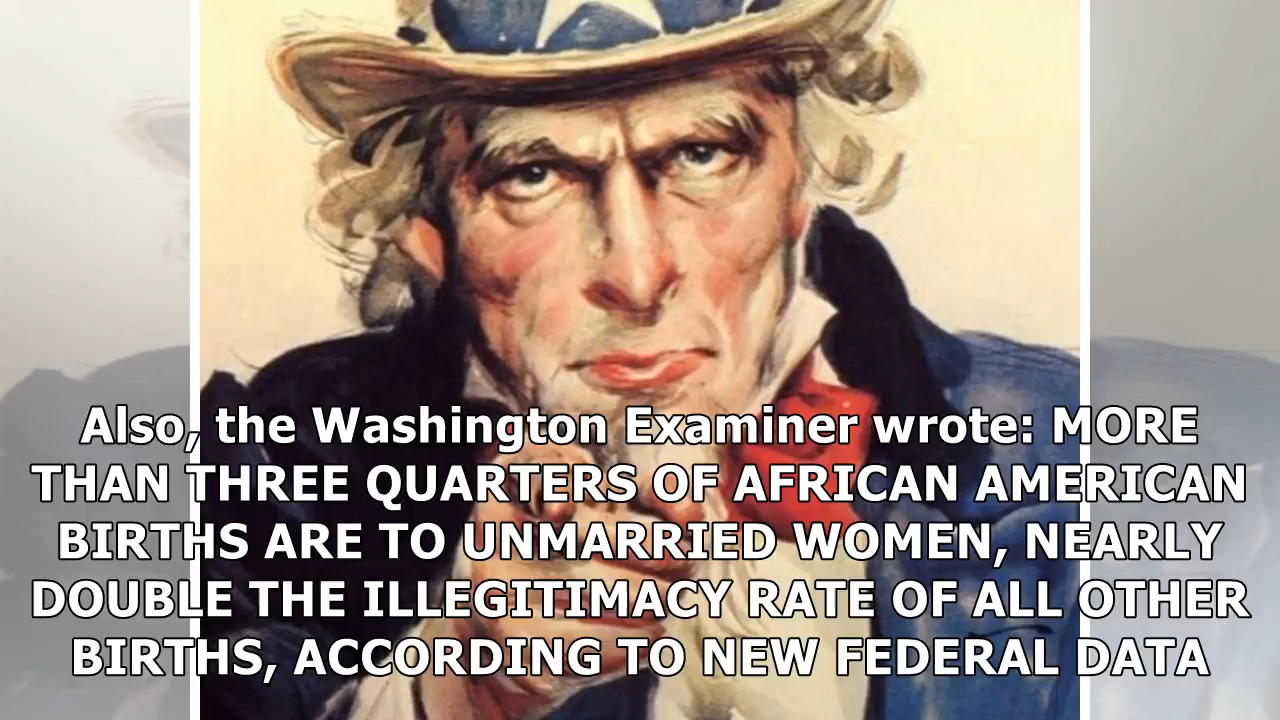 Also, the Washington Examiner wrote: MORE
THAN THREE QUARTERS OF AFRICAN AMERICAN
BIRTHS ARE TO UNMARRIED WOMEN, NEARLY
DOUBLE THE ILLEGITIMACY RATE OF ALL OTHER
BIRTHS, ACCORDING TO NEW FEDERAL DATA